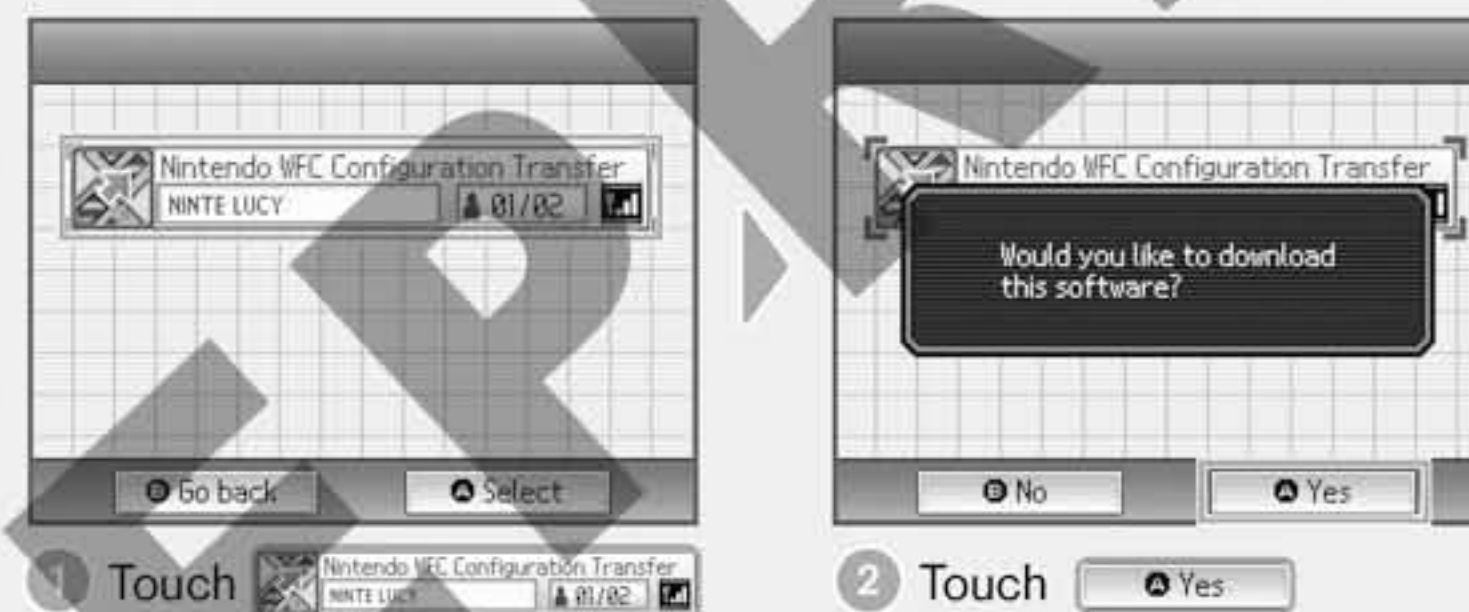 Nintendo WFC Configuration Transfer
NINTE LUCY
01/02
B Go back
A Select
1 Touch Nintendo WFC Configuration Transfer
NINTE LUCY
01/02
Nintendo WFC Configuration Transfer
Would you like to download
this software?
B No
A Yes
2 Touch A Yes